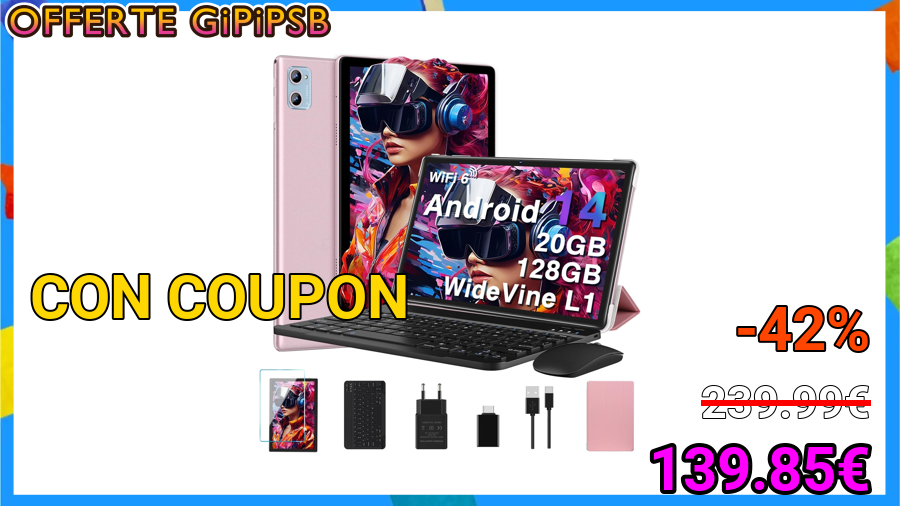 OFFERTE GiPiPSB
WiFi 6
Android 14
20GB
128GB
WideVine L1
CON COUPON
-42%
239.99€
139.85€